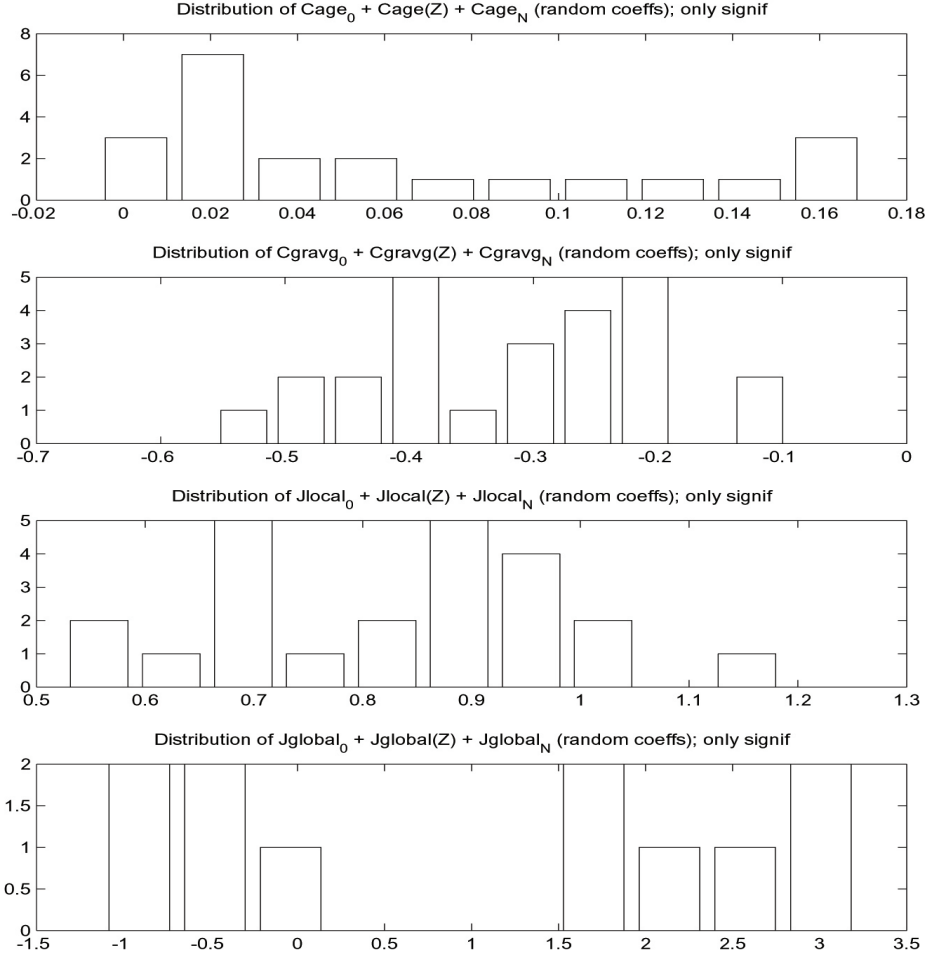 Distribution of Cage0 + Cage(Z) + CageN (random coeffs); only signif
8
6
4
2
0
-0.02 0 0.02 0.04 0.06 0.08 0.1 0.12 0.14 0.16 0.18
Distribution of Cgravg0 + Cgravg(Z) + CgravgN (random coeffs); only signif
5
4
3
2
1
0
-0.7 -0.6 -0.5 -0.4 -0.3 -0.2 -0.1 0
Distribution of Jlocal0 + Jlocal(Z) + JlocalN (random coeffs); only signif
5
4
3
2
1
0
0.5 0.6 0.7 0.8 0.9 1 1.1 1.2 1.3
Distribution of Jglobal0 + Jglobal(Z) + JglobalN (random coeffs); only signif
2
1.5
1
0.5
0
-1.5 -1 -0.5 0 0.5 1 1.5 2 2.5 3 3.5